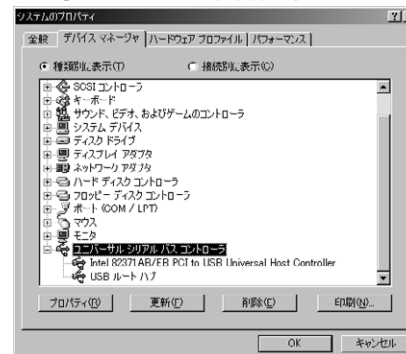 システムのプロパティ
全般 デバイス マネージャ ハードウェア プロファイル パフォーマンス
種類別に表示(T) 接続別に表示(C)
SCSI コントローラ
キーボード
サウンド、ビデオ、およびゲームのコントローラ
システム デバイス
ディスク ドライブ
ディスプレイ アダプタ
ネットワーク アダプタ
ハード ディスク コントローラ
フロッピー ディスク コントローラ
ポート (COM / LPT)
マウス
モニタ
ユニバーサル シリアル バス コントローラ
Intel 82371AB/EB PCI to USB Universal Host Controller
USB ルート ハブ
プロパティ(R) 更新(F) 削除(E) 印刷(N)...
OK キャンセル